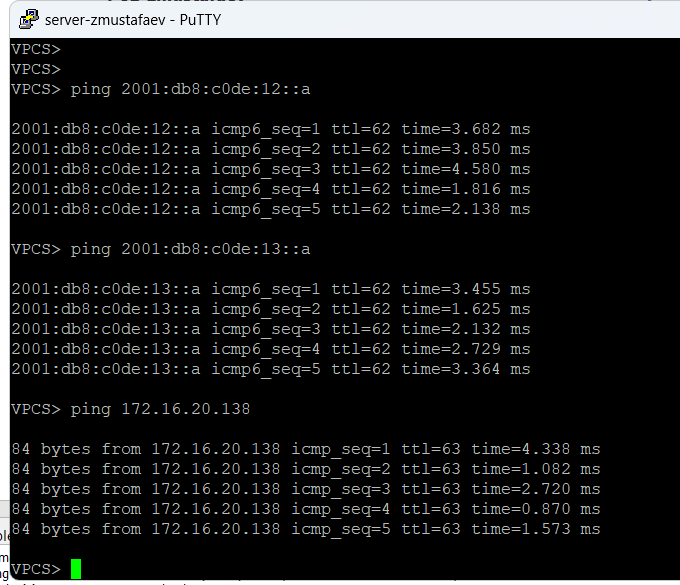 server-zmustafaev - PuTTY
VPCS>
VPCS>
VPCS> ping 2001:db8:c0de:12::a
2001:db8:c0de:12::a icmp6_seq=1 ttl=62 time=3.682 ms
2001:db8:c0de:12::a icmp6_seq=2 ttl=62 time=3.850 ms
2001:db8:c0de:12::a icmp6_seq=3 ttl=62 time=4.580 ms
2001:db8:c0de:12::a icmp6_seq=4 ttl=62 time=1.816 ms
2001:db8:c0de:12::a icmp6_seq=5 ttl=62 time=2.138 ms
VPCS> ping 2001:db8:c0de:13::a
2001:db8:c0de:13::a icmp6_seq=1 ttl=62 time=3.455 ms
2001:db8:c0de:13::a icmp6_seq=2 ttl=62 time=1.625 ms
2001:db8:c0de:13::a icmp6_seq=3 ttl=62 time=2.132 ms
2001:db8:c0de:13::a icmp6_seq=4 ttl=62 time=2.729 ms
2001:db8:c0de:13::a icmp6_seq=5 ttl=62 time=3.364 ms
VPCS> ping 172.16.20.138
84 bytes from 172.16.20.138 icmp_seq=1 ttl=63 time=4.338 ms
84 bytes from 172.16.20.138 icmp_seq=2 ttl=63 time=1.082 ms
84 bytes from 172.16.20.138 icmp_seq=3 ttl=63 time=2.720 ms
84 bytes from 172.16.20.138 icmp_seq=4 ttl=63 time=0.870 ms
84 bytes from 172.16.20.138 icmp_seq=5 ttl=63 time=1.573 ms
VPCS>